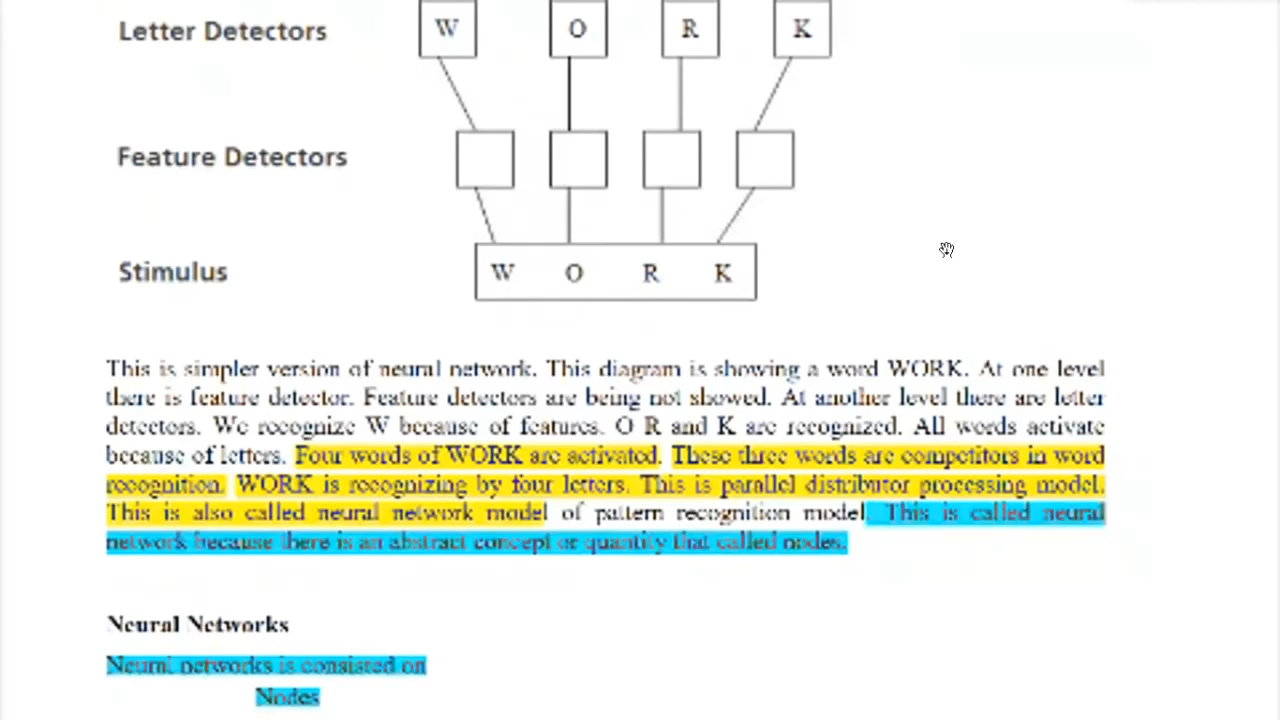 Letter Detectors W O R K
Feature Detectors
Stimulus W O R K
This is simpler version of neural network. This diagram is showing a word WORK. At one level
there is feature detector. Feature detectors are being not showed. At another level there are letter
detectors. We recognize W because of features. O R and K are recognized. All words activate
because of letters. Four words of WORK are activated. These three words are competitors in word
recognition. WORK is recognizing by four letters. This is parallel distributor processing model.
This is also called neural network model of pattern recognition model. This is called neural
network because there is an abstract concept or quantity that called nodes.
Neural Networks
Neural networks is consisted on
Nodes